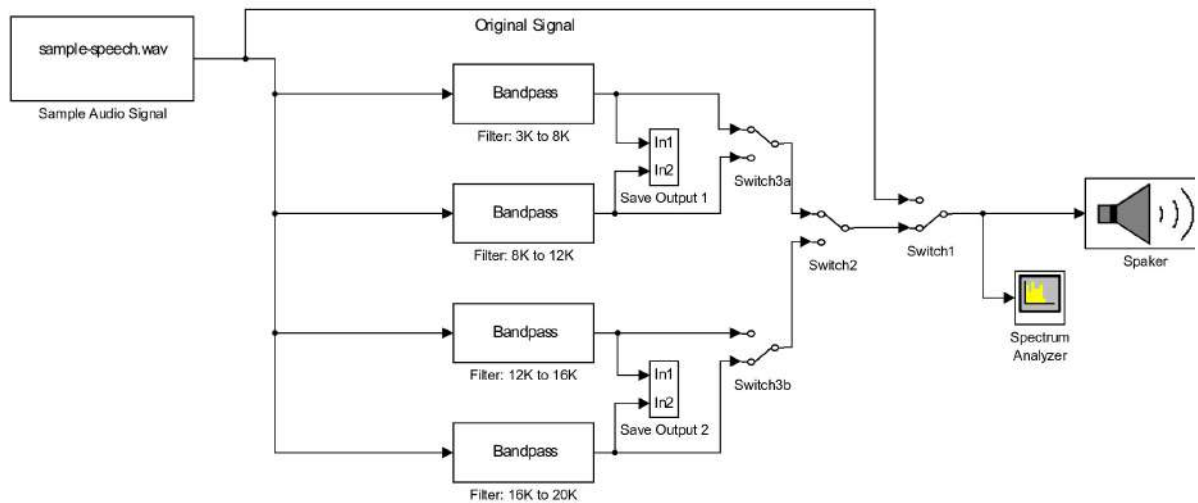 Original Signal
sample-speech.wav
Sample Audio Signal
Bandpass
Filter: 3K to 8K
In1
In2
Save Output 1
Switch3a
Bandpass
Filter: 8K to 12K
Switch2
Switch1
Spaker
Spectrum
Analyzer
Bandpass
Filter: 12K to 16K
In1
In2
Save Output 2
Switch3b
Bandpass
Filter: 16K to 20K